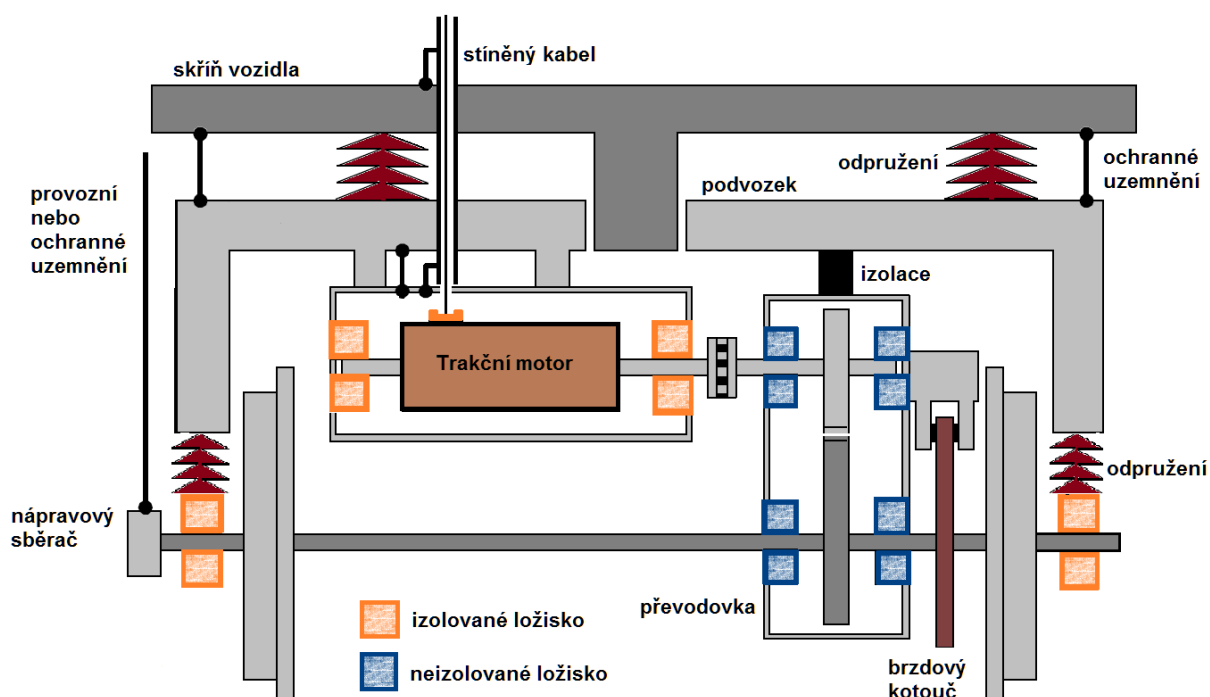 stíněný kabel
skříň vozidla
odpružení
ochranné
uzemnění
podvozek
provozní
nebo
ochranné
uzemnění
izolace
Trakční motor
odpružení
nápravový
sběrač
převodovka
izolované ložisko
neizolované ložisko
brzdový
kotouč